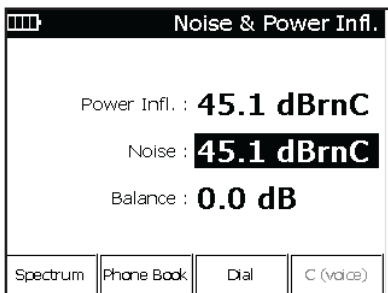 Noise & Power Infl.
Power Infl. : 45.1 dBrnC
Noise : 45.1 dBrnC
Balance : 0.0 dB
Spectrum Phone Book Dial C (voice)